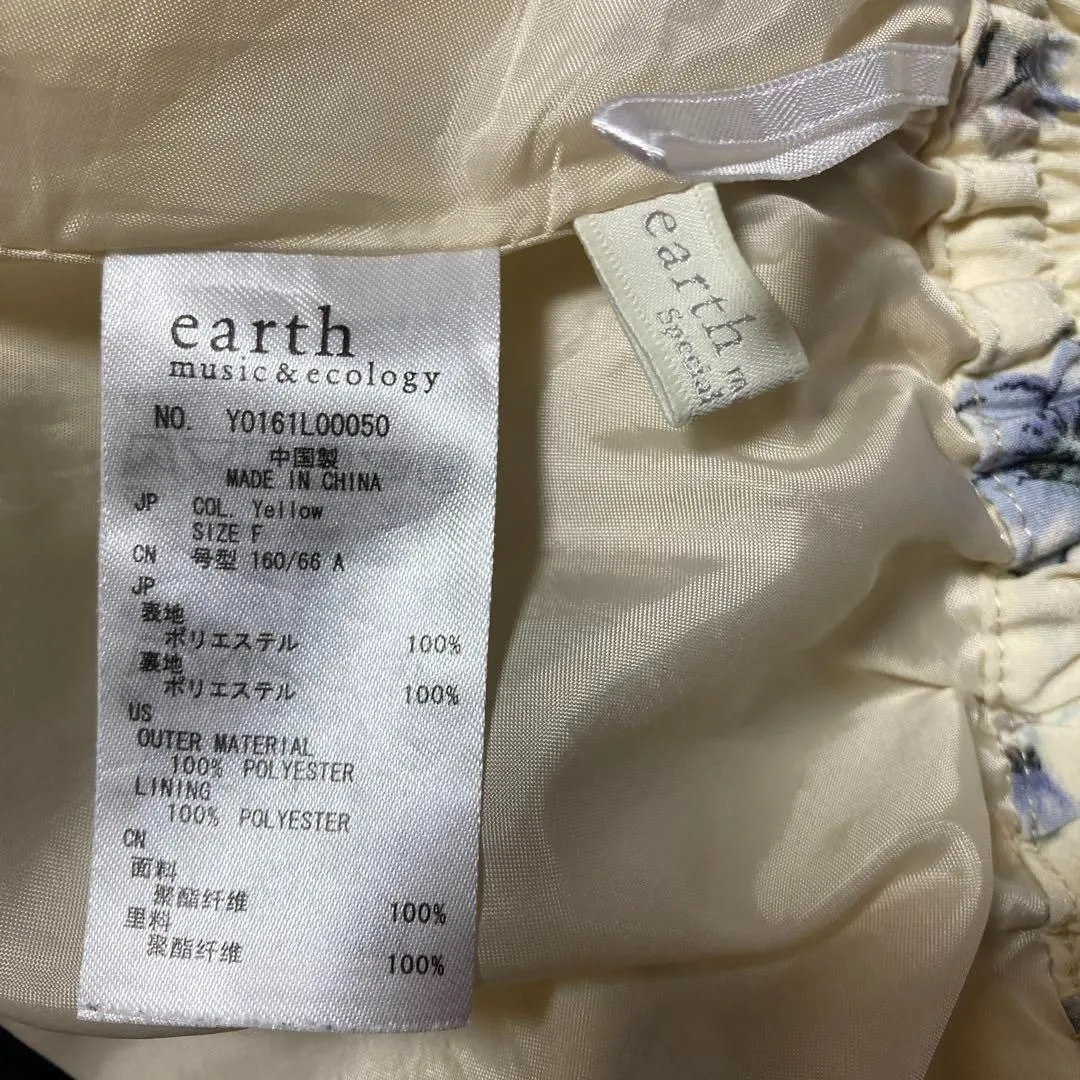 earth
music&ecology
NO. Y0161L00050
中国製
MADE IN CHINA
JP COL. Yellow
SIZE F
CN 号型 160/66 A
JP
表地
ポリエステル 100%
裏地
ポリエステル 100%
US
OUTER MATERIAL
100% POLYESTER
LINING
100% POLYESTER
CN
面料
聚酯纤维 100%
里料
聚酯纤维 100%
earth m
Special